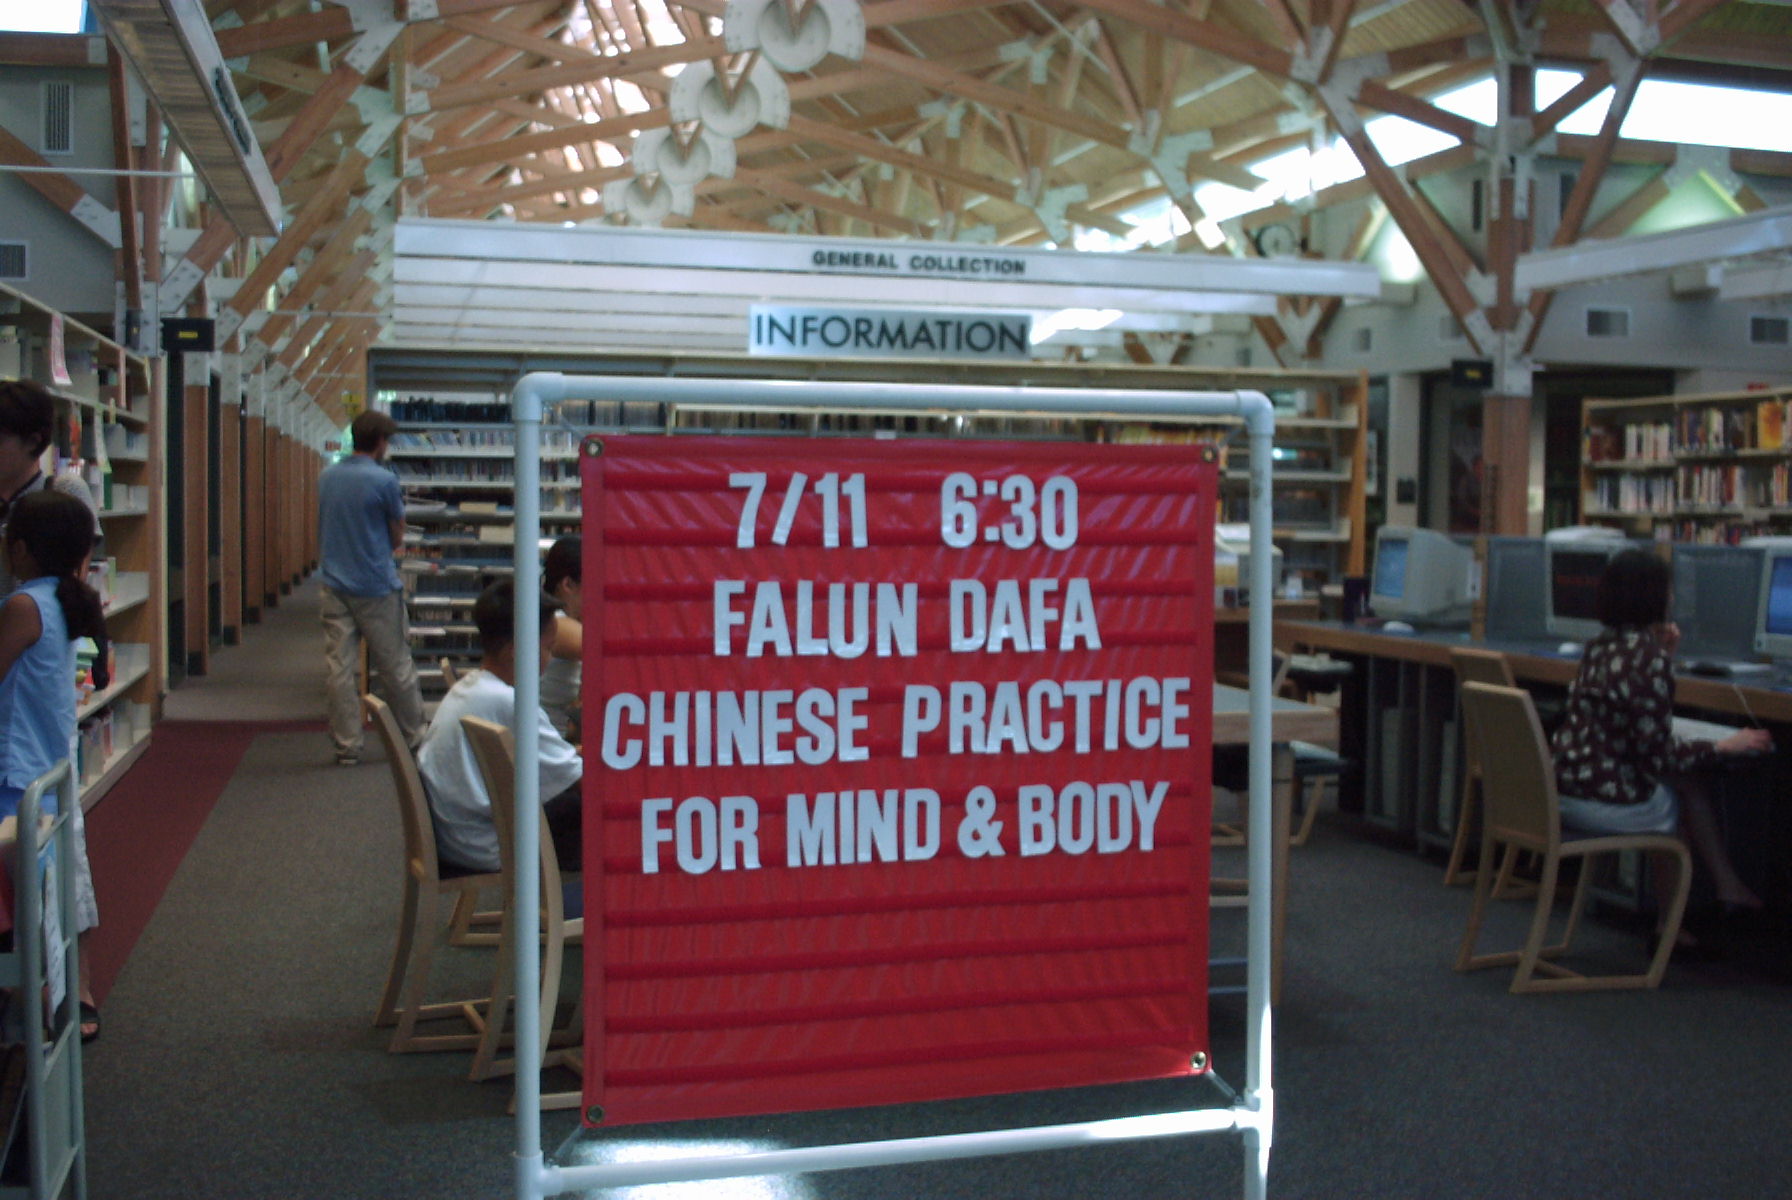 GENERAL COLLECTION
INFORMATION
7/11 6:30
FALUN DAFA
CHINESE PRACTICE
FOR MIND & BODY